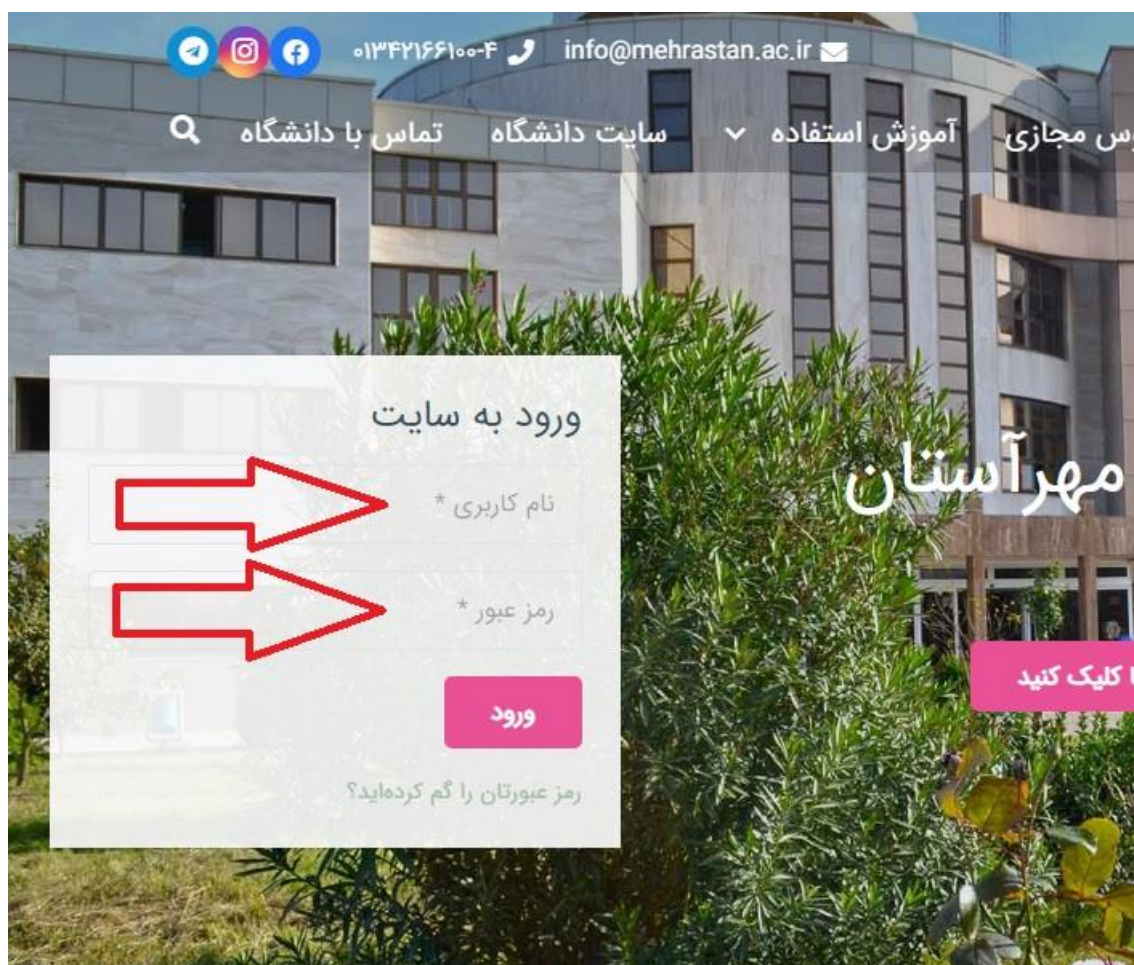 info@mehrastan.ac.ir ۰۱۳۴۲۱۶۶۱۰۰-۴
آموزش استفاده سایت دانشگاه تماس با دانشگاه
مجازی
ورود به سایت
نام کاربری *
رمز عبور *
ورود
رمز عبورتان را گم کرده‌اید؟
مهرآستان
کلیک کنید